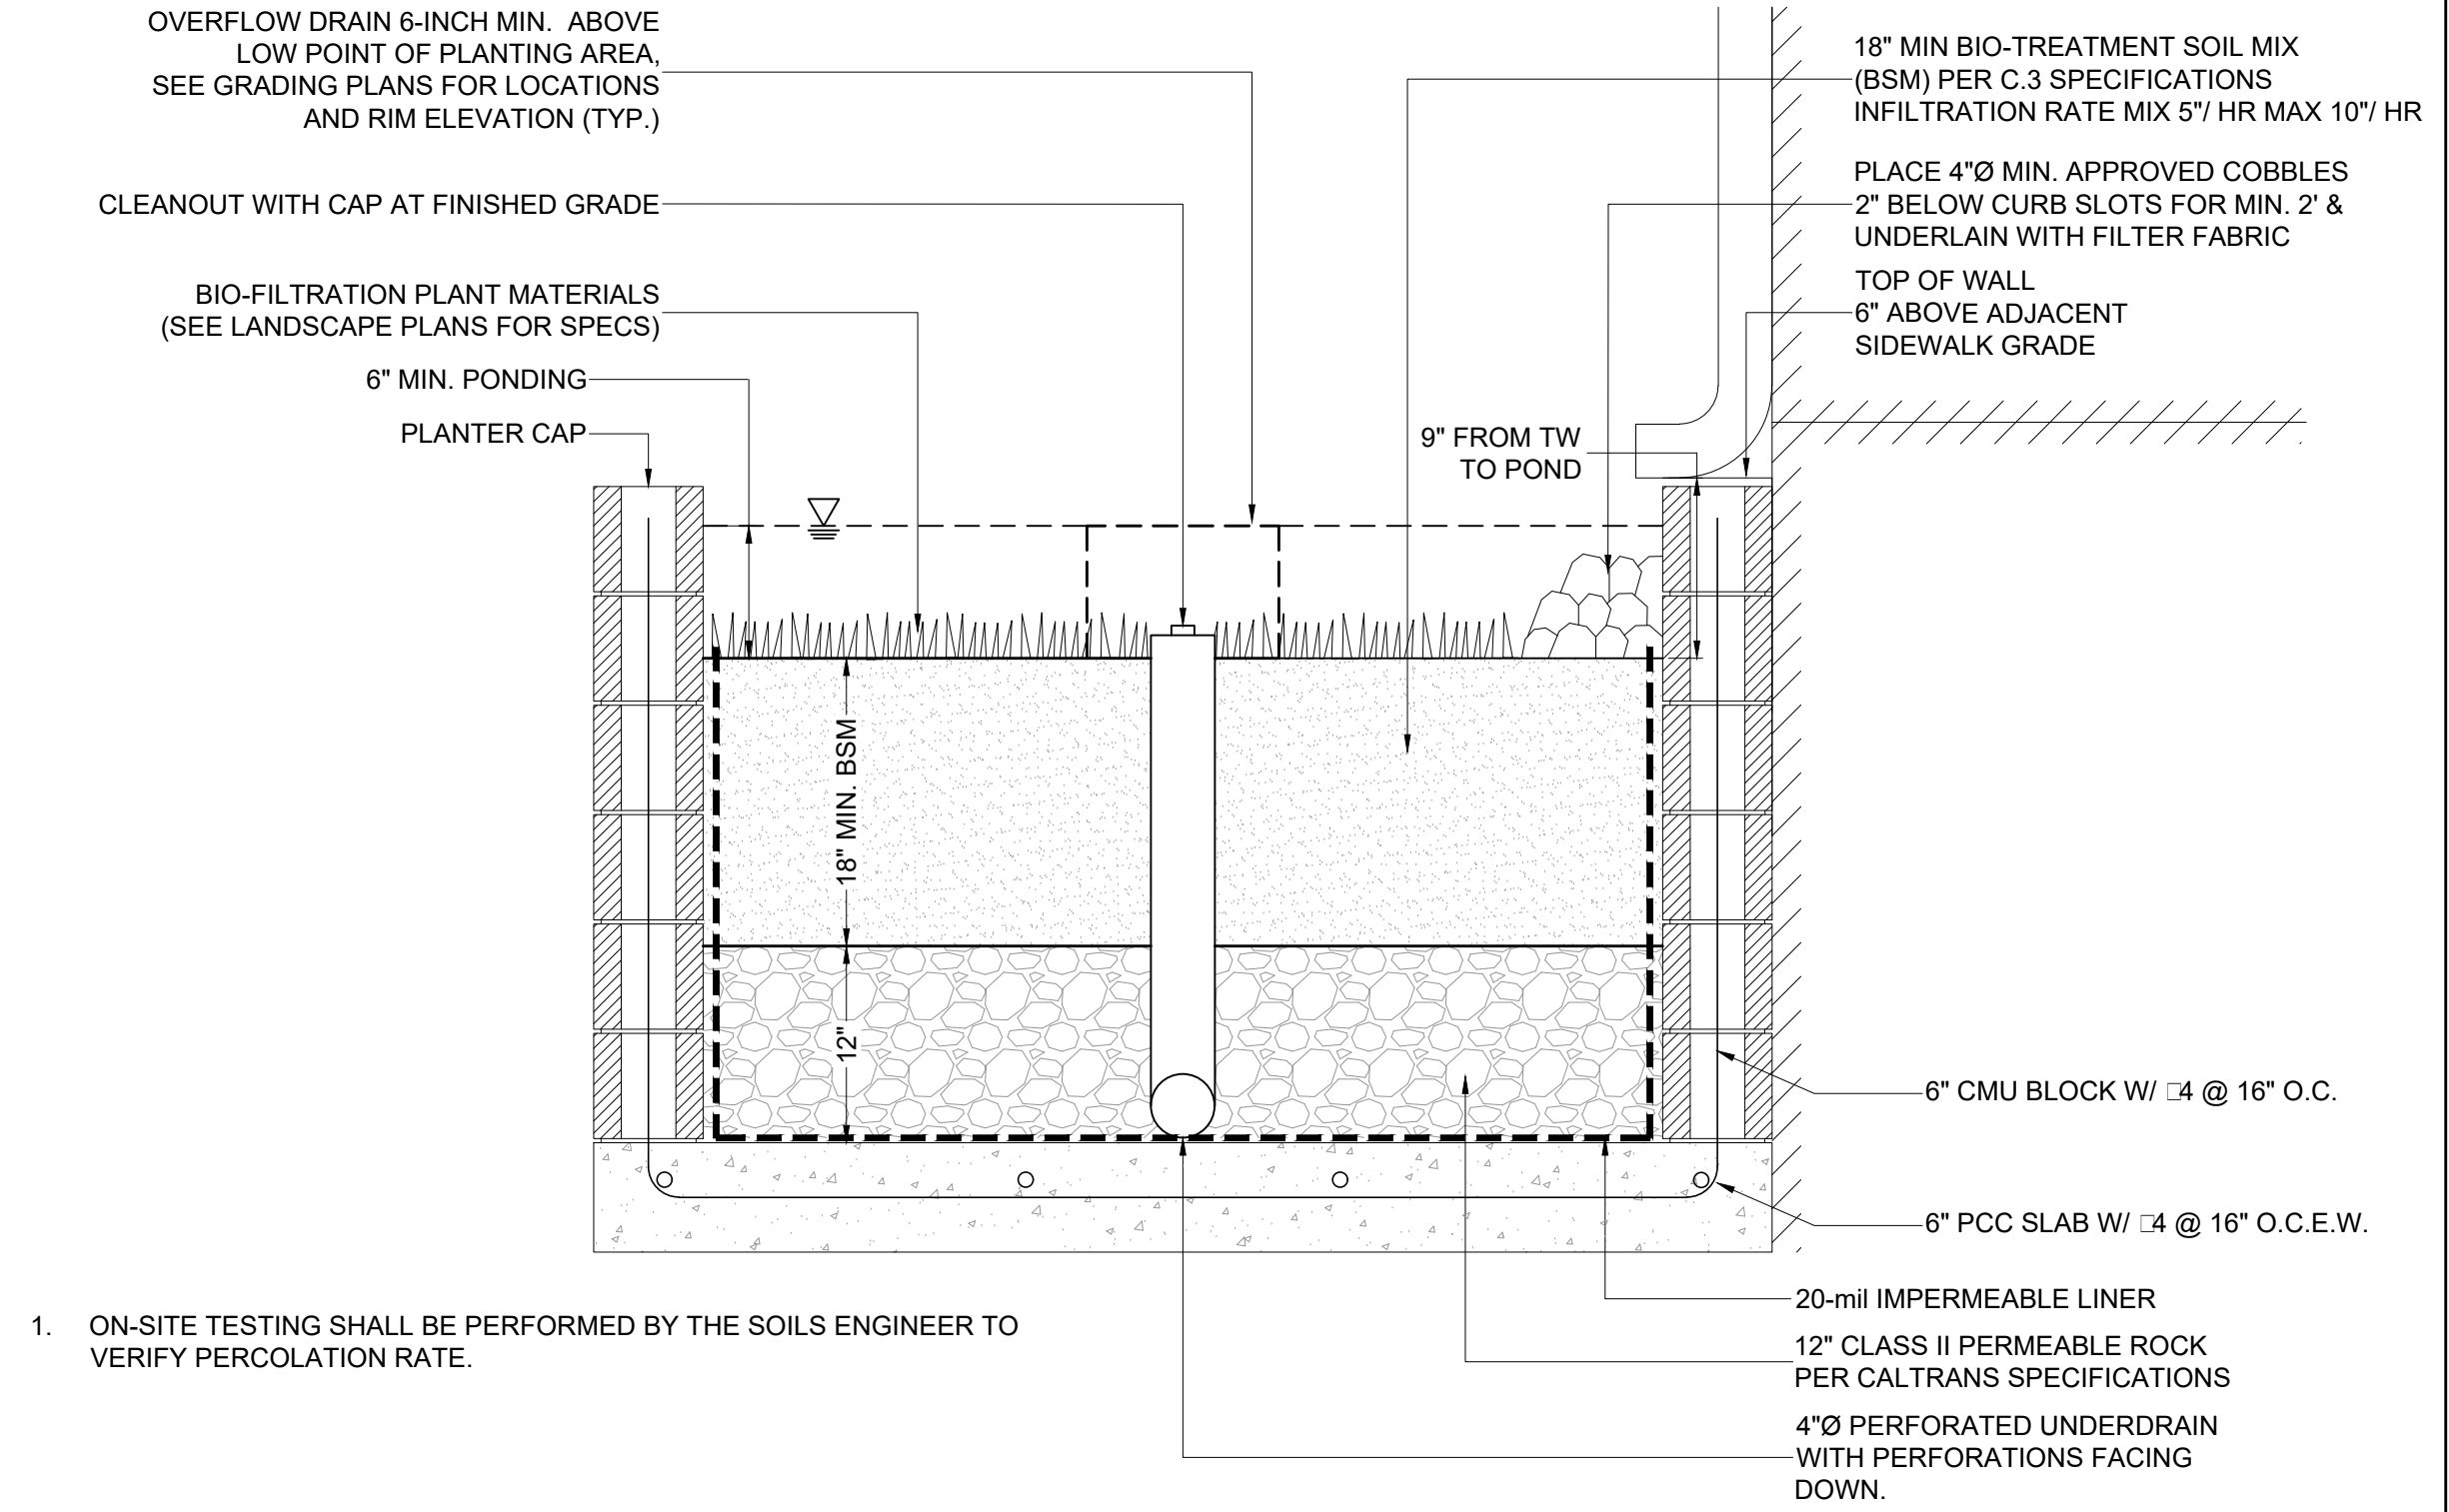 OVERFLOW DRAIN 6-INCH MIN. ABOVE
LOW POINT OF PLANTING AREA,
SEE GRADING PLANS FOR LOCATIONS
AND RIM ELEVATION (TYP.)
CLEANOUT WITH CAP AT FINISHED GRADE
BIO-FILTRATION PLANT MATERIALS
(SEE LANDSCAPE PLANS FOR SPECS)
6" MIN. PONDING
PLANTER CAP
18" MIN BIO-TREATMENT SOIL MIX
(BSM) PER C.3 SPECIFICATIONS
INFILTRATION RATE MIX 5"/ HR MAX 10"/ HR
PLACE 4"Ø MIN. APPROVED COBBLES
2" BELOW CURB SLOTS FOR MIN. 2' &
UNDERLAIN WITH FILTER FABRIC
TOP OF WALL
6" ABOVE ADJACENT
SIDEWALK GRADE
9" FROM TW
TO POND
18" MIN. BSM
12"
6" CMU BLOCK W/ □4 @ 16" O.C.
6" PCC SLAB W/ □4 @ 16" O.C.E.W.
20-mil IMPERMEABLE LINER
12" CLASS II PERMEABLE ROCK
PER CALTRANS SPECIFICATIONS
4"Ø PERFORATED UNDERDRAIN
WITH PERFORATIONS FACING
DOWN.
1. ON-SITE TESTING SHALL BE PERFORMED BY THE SOILS ENGINEER TO
VERIFY PERCOLATION RATE.